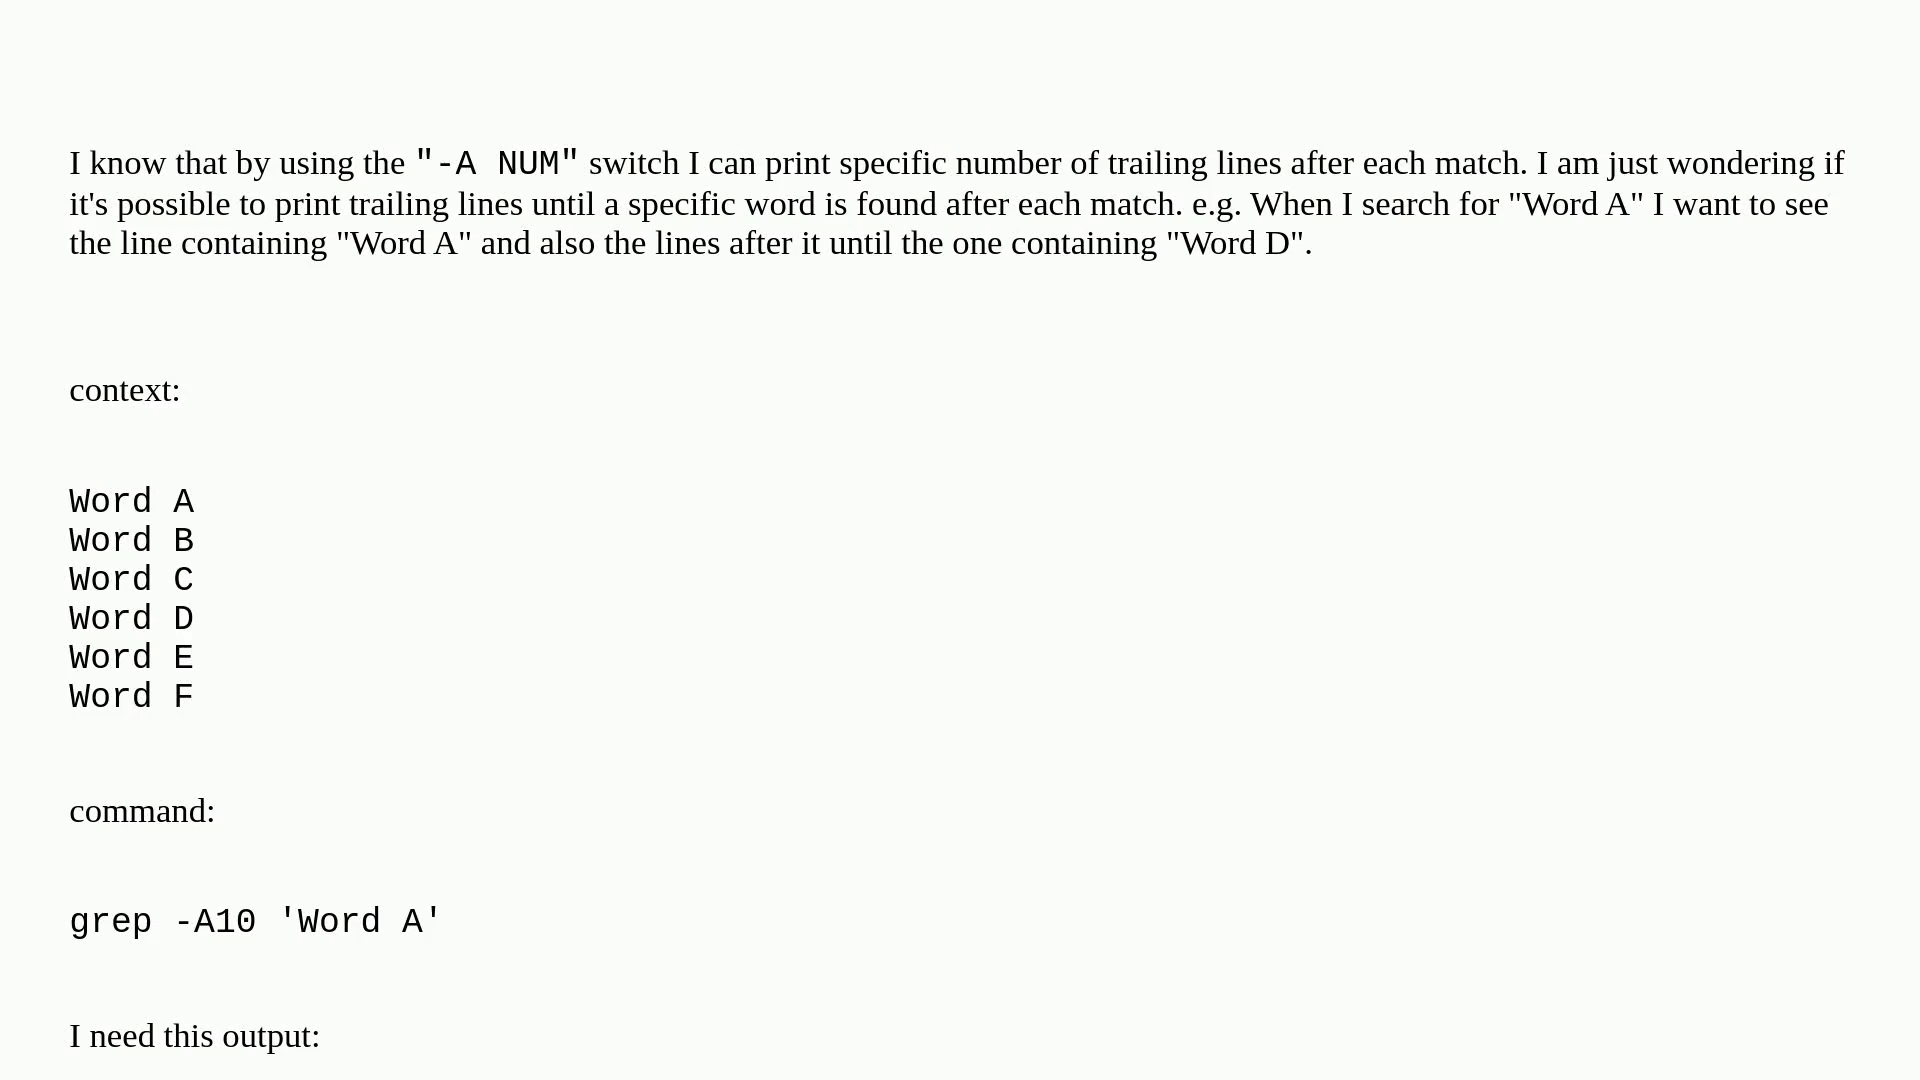 I know that by using the "-A NUM" switch I can print specific number of trailing lines after each match. I am just wondering if
it's possible to print trailing lines until a specific word is found after each match. e.g. When I search for "Word A" I want to see
the line containing "Word A" and also the lines after it until the one containing "Word D".
context:
Word A
Word B
Word C
Word D
Word E
Word F
command:
grep -A10 'Word A'
I need this output: